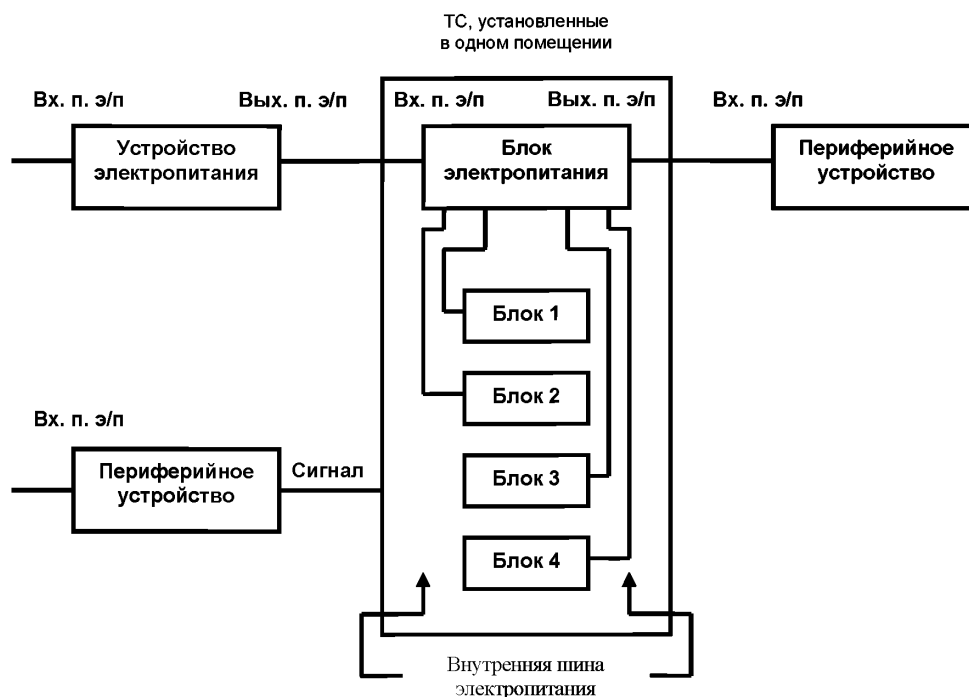 ТС, установленные
в одном помещении
Вх. п. э/п
Вых. п. э/п
Вх. п. э/п
Вых. п. э/п
Вх. п. э/п
Устройство
электропитания
Блок
электропитания
Периферийное
устройство
Блок 1
Блок 2
Вх. п. э/п
Периферийное
устройство
Сигнал
Блок 3
Блок 4
Внутренняя шина
электропитания